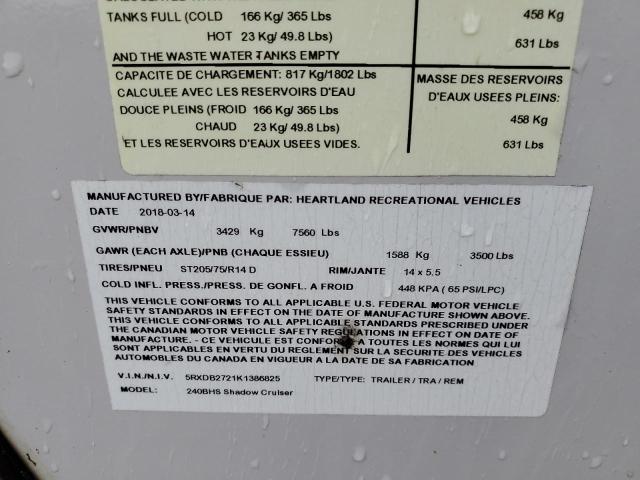 TANKS FULL (COLD 166 Kg/ 365 Lbs
HOT 23 Kg/ 49.8 Lbs)
AND THE WASTE WATER TANKS EMPTY
458 Kg
631 Lbs
CAPACITE DE CHARGEMENT: 817 Kg/1802 Lbs
CALCULEE AVEC LES RESERVOIRS D'EAU
DOUCE PLEINS (FROID 166 Kg/ 365 Lbs
CHAUD 23 Kg/ 49.8 Lbs)
ET LES RESERVOIRS D'EAUX USEES VIDES.
MASSE DES RESERVOIRS
D'EAUX USEES PLEINS:
458 Kg
631 Lbs
MANUFACTURED BY/FABRIQUE PAR: HEARTLAND RECREATIONAL VEHICLES
DATE 2018-03-14
GVWR/PNBV 3429 Kg 7560 Lbs
GAWR (EACH AXLE)/PNB (CHAQUE ESSIEU) 1588 Kg 3500 Lbs
TIRES/PNEU ST205/75/R14 D RIM/JANTE 14 x 5.5
COLD INFL. PRESS./PRESS. DE GONFL. A FROID 448 KPA ( 65 PSI/LPC)
THIS VEHICLE CONFORMS TO ALL APPLICABLE U.S. FEDERAL MOTOR VEHICLE
SAFETY STANDARDS IN EFFECT ON THE DATE OF MANUFACTURE SHOWN ABOVE.
THIS VEHICLE CONFORMS TO ALL APPLICABLE STANDARDS PRESCRIBED UNDER
THE CANADIAN MOTOR VEHICLE SAFETY REGULATIONS IN EFFECT ON DATE OF
MANUFACTURE. - CE VEHICULE EST CONFORME A TOUTES LES NORMES QUI LUI
SONT APPLICABLES EN VERTU DU REGLEMENT SUR LA SECURITE DES VEHICLES
AUTOMOBILES DU CANADA EN VIGUEUR A LA DATE DE SA FABRICATION
V.I.N./N.I.V. 5RXDB2721K1386825 TYPE/TYPE: TRAILER / TRA / REM
MODEL: 240BHS Shadow Cruiser